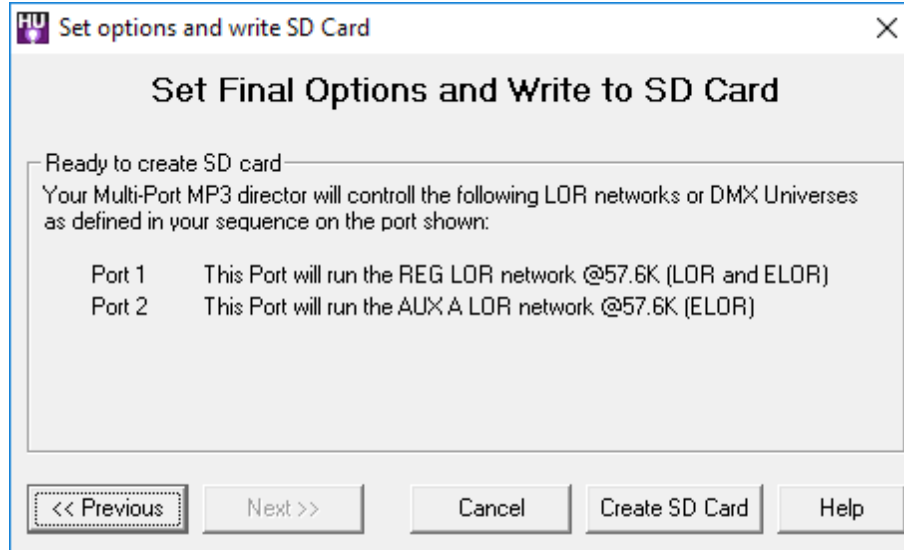 HU Set options and write SD Card
Set Final Options and Write to SD Card
Ready to create SD card
Your Multi-Port MP3 director will controll the following LOR networks or DMX Universes
as defined in your sequence on the port shown:
Port 1 This Port will run the REG LOR network @57.6K (LOR and ELOR)
Port 2 This Port will run the AUX A LOR network @57.6K (ELOR)
<< Previous Next >> Cancel Create SD Card Help